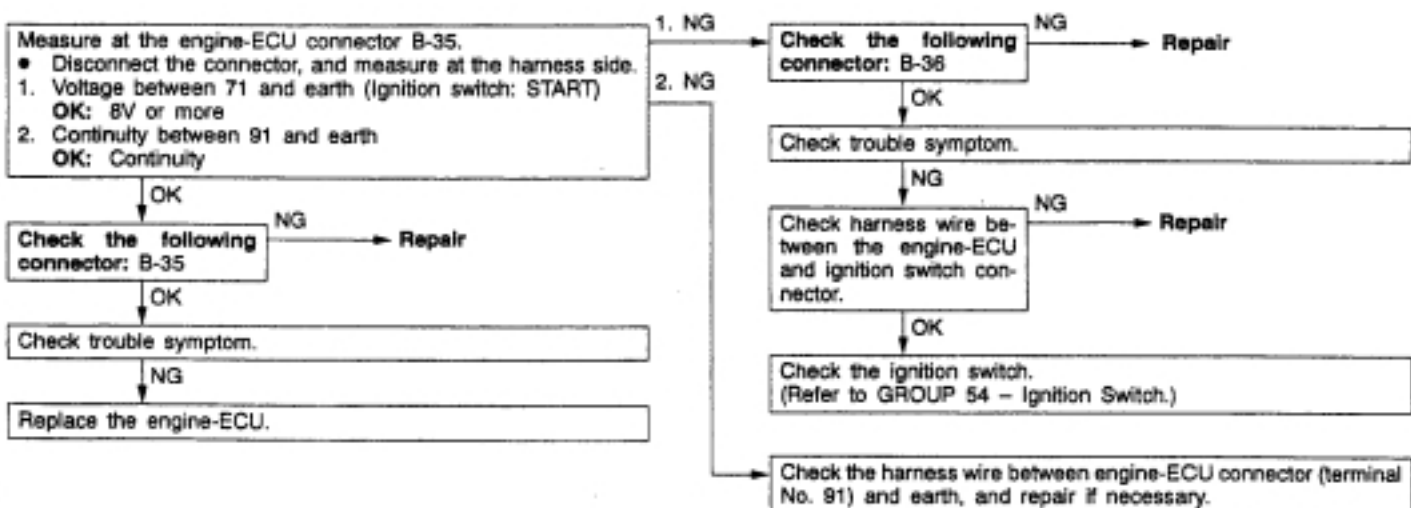 Measure at the engine-ECU connector B-35.
• Disconnect the connector, and measure at the harness side.
1. Voltage between 71 and earth (Ignition switch: START)
OK: 8V or more
2. Continuity between 91 and earth
OK: Continuity
OK
Check the following
connector: B-35
NG
Repair
OK
Check trouble symptom.
NG
Replace the engine-ECU.
1. NG
2. NG
Check the following
connector: B-36
NG
Repair
OK
Check trouble symptom.
NG
Check harness wire be-
tween the engine-ECU
and ignition switch con-
nector.
NG
Repair
OK
Check the ignition switch.
(Refer to GROUP 54 – Ignition Switch.)
Check the harness wire between engine-ECU connector (terminal
No. 91) and earth, and repair if necessary.